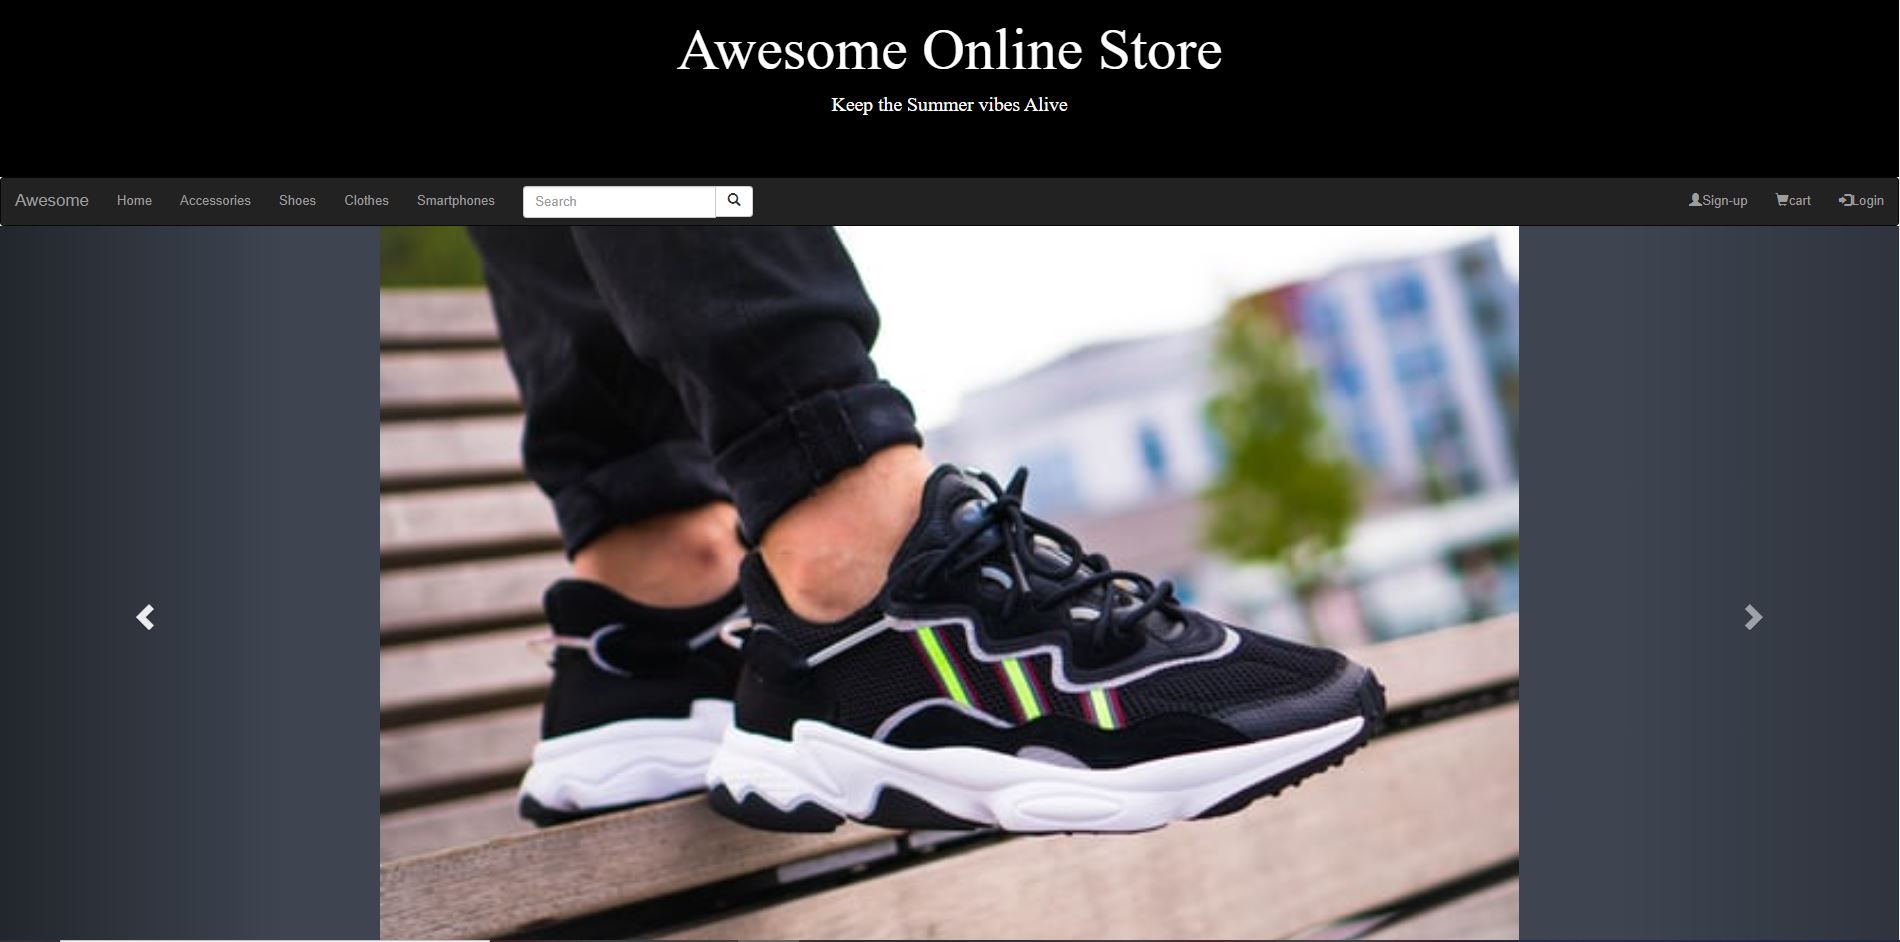 Awesome Online Store
Keep the Summer vibes Alive
Awesome Home Accessories Shoes Clothes Smartphones Search Sign-up cart Login